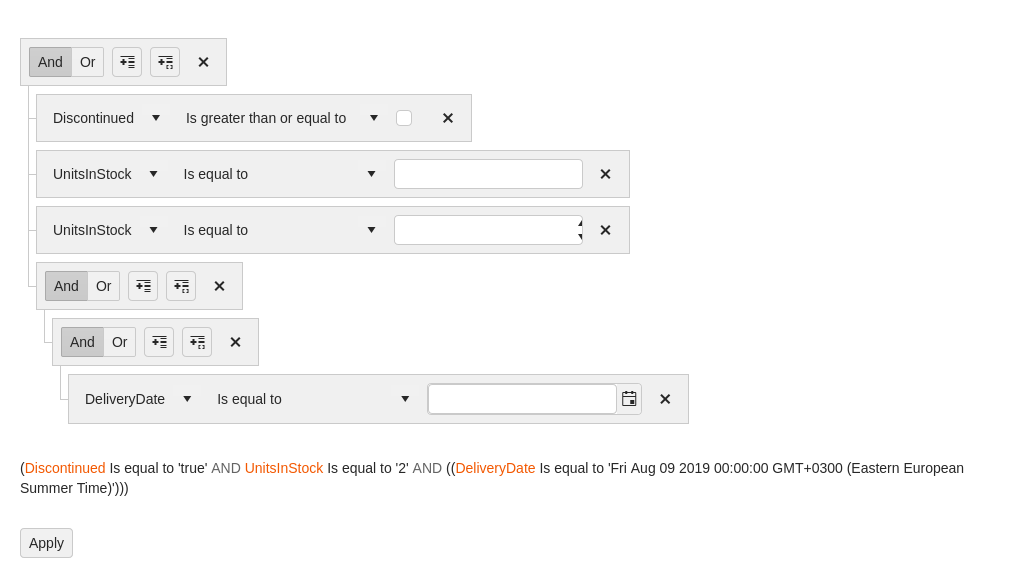 And Or
Discontinued Is greater than or equal to
UnitsInStock Is equal to
UnitsInStock Is equal to
And Or
And Or
DeliveryDate Is equal to
(Discontinued Is equal to 'true' AND UnitsInStock Is equal to '2' AND ((DeliveryDate Is equal to 'Fri Aug 09 2019 00:00:00 GMT+0300 (Eastern European
Summer Time)')))
Apply